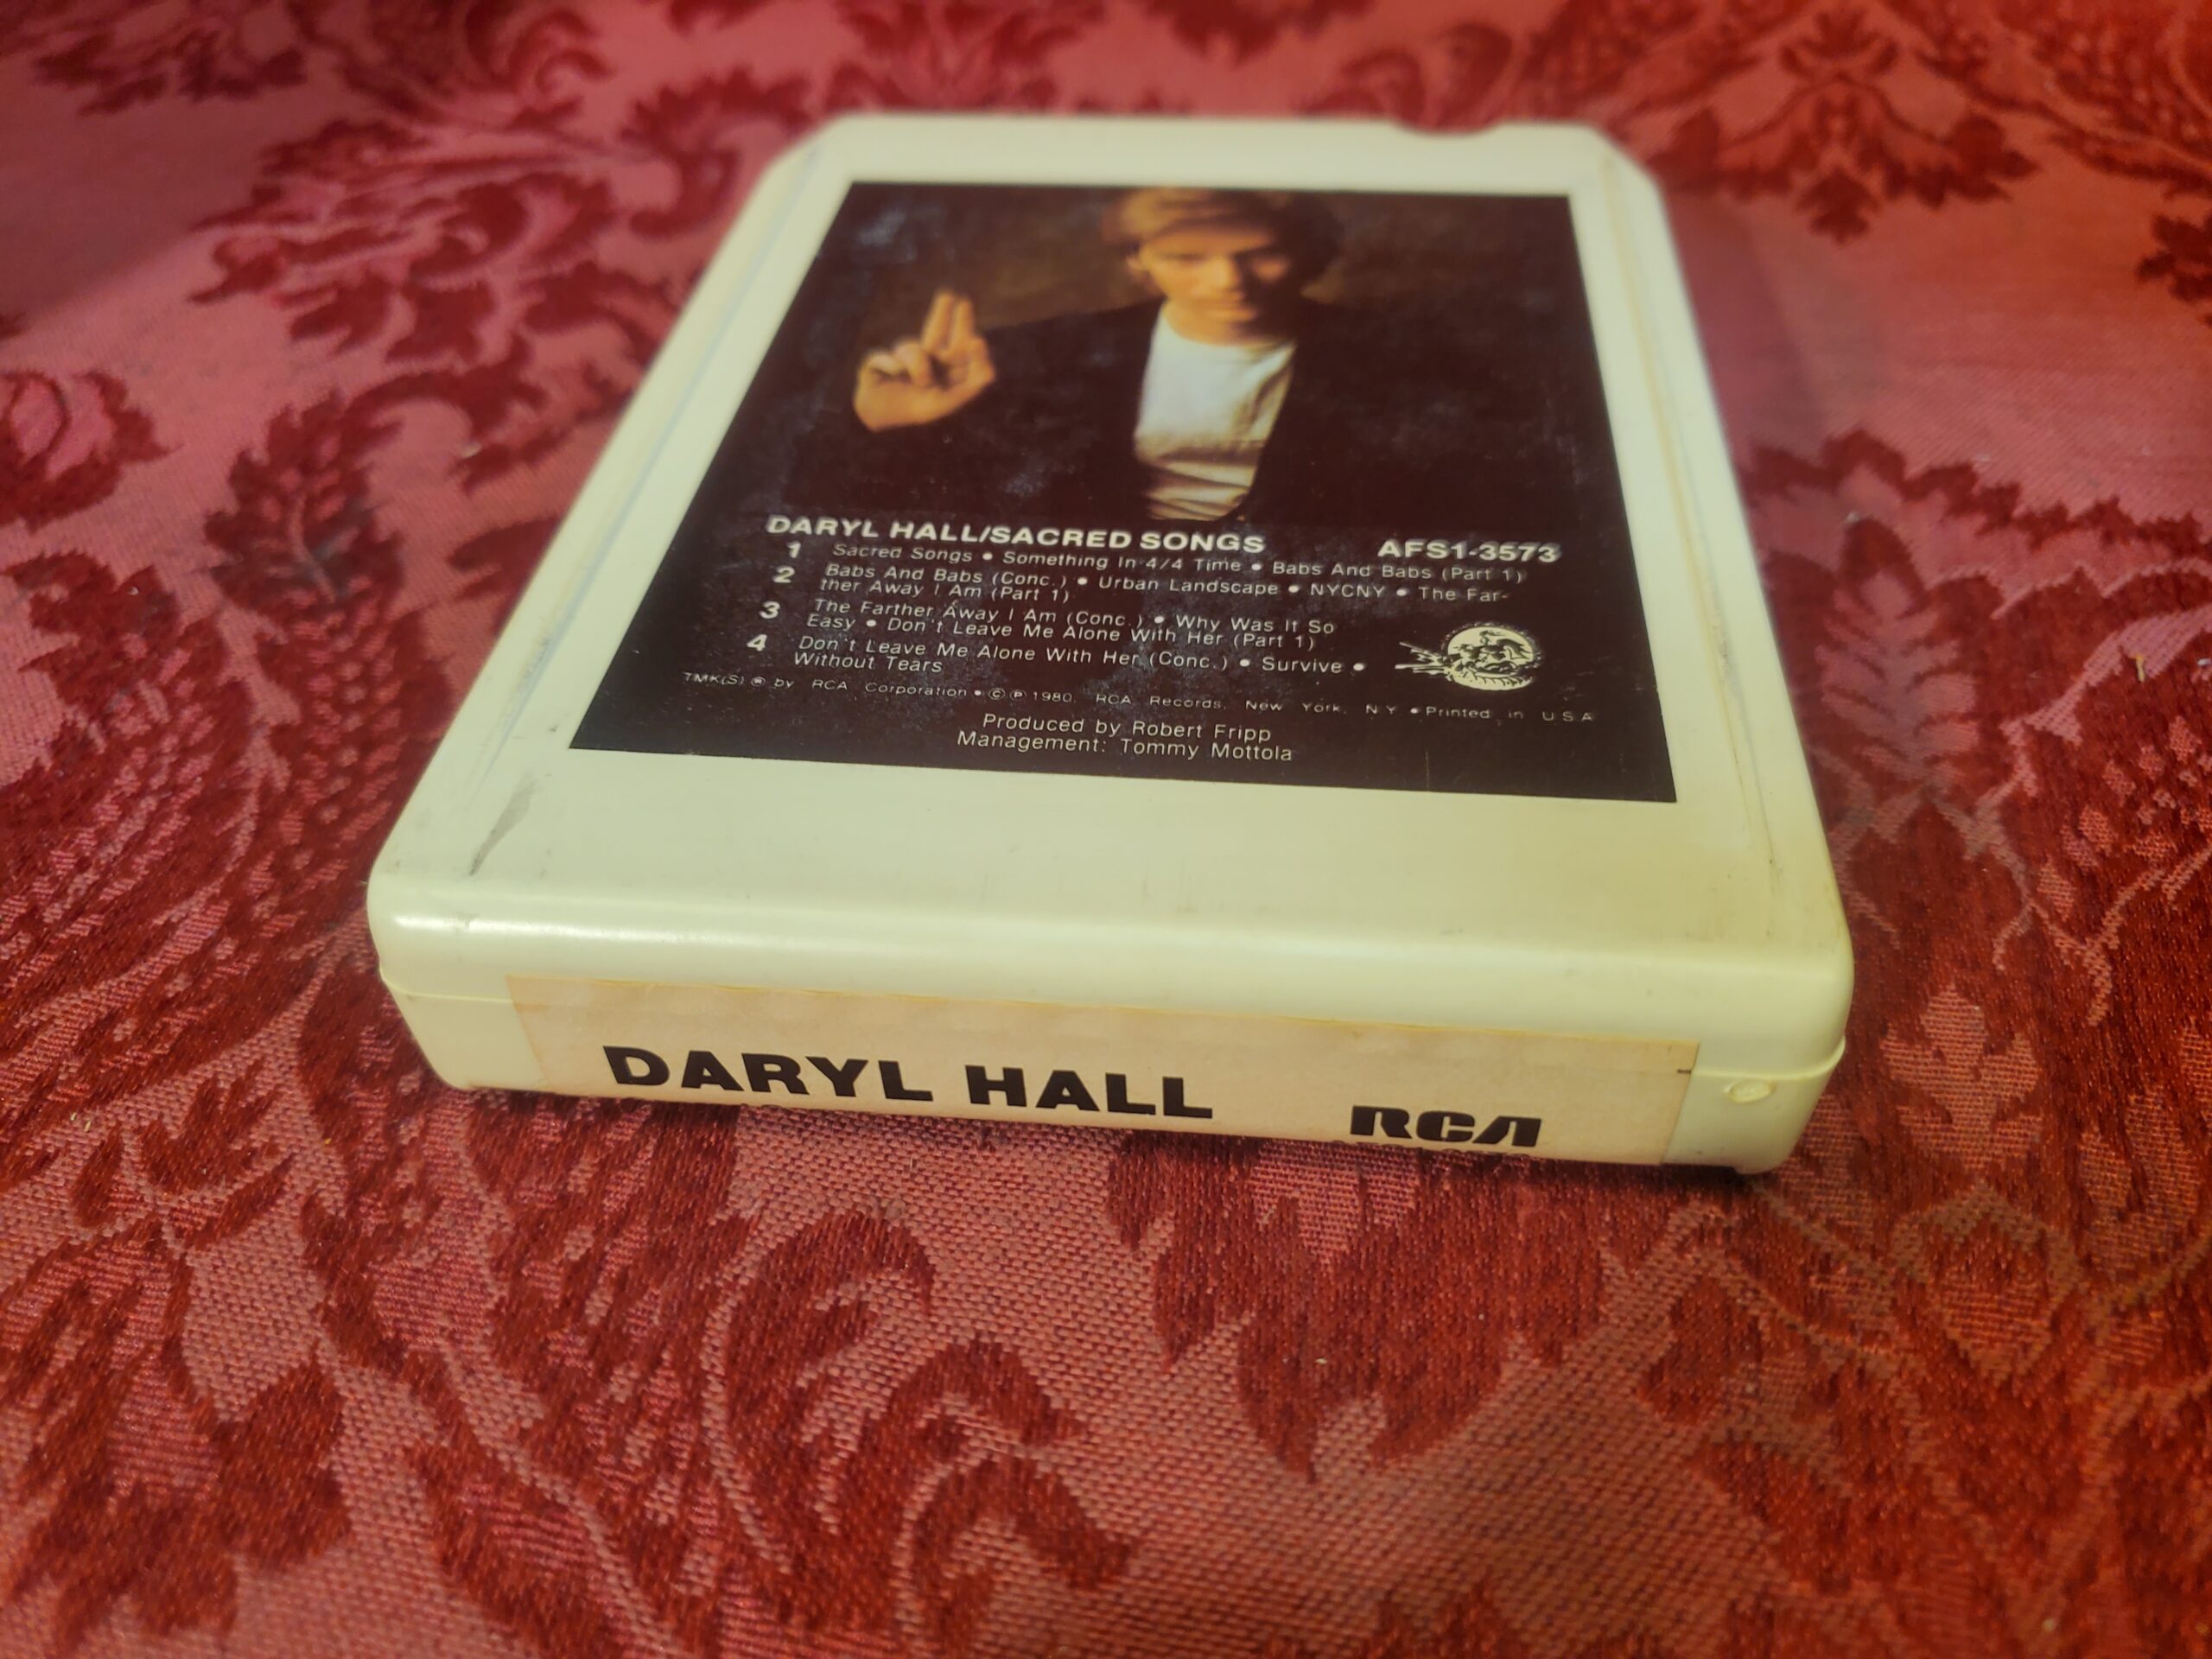 DARYL HALL/SACRED SONGS AFS1-3573
1 Sacred Songs • Something In 4/4 Time • Babs And Babs (Part 1)
2 Babs And Babs (Conc.) • Urban Landscape • NYCNY • The Far-
ther Away I Am (Part 1)
3 The Farther Away I Am (Conc.) • Why Was It So
Easy • Don't Leave Me Alone With Her (Part 1)
4 Don't Leave Me Alone With Her (Conc.) • Survive •
Without Tears
TMK(S) ® by RCA Corporation • © ℗ 1980, RCA Records, New York, N.Y. • Printed in U.S.A.
Produced by Robert Fripp
Management: Tommy Mottola
DARYL HALL RCA